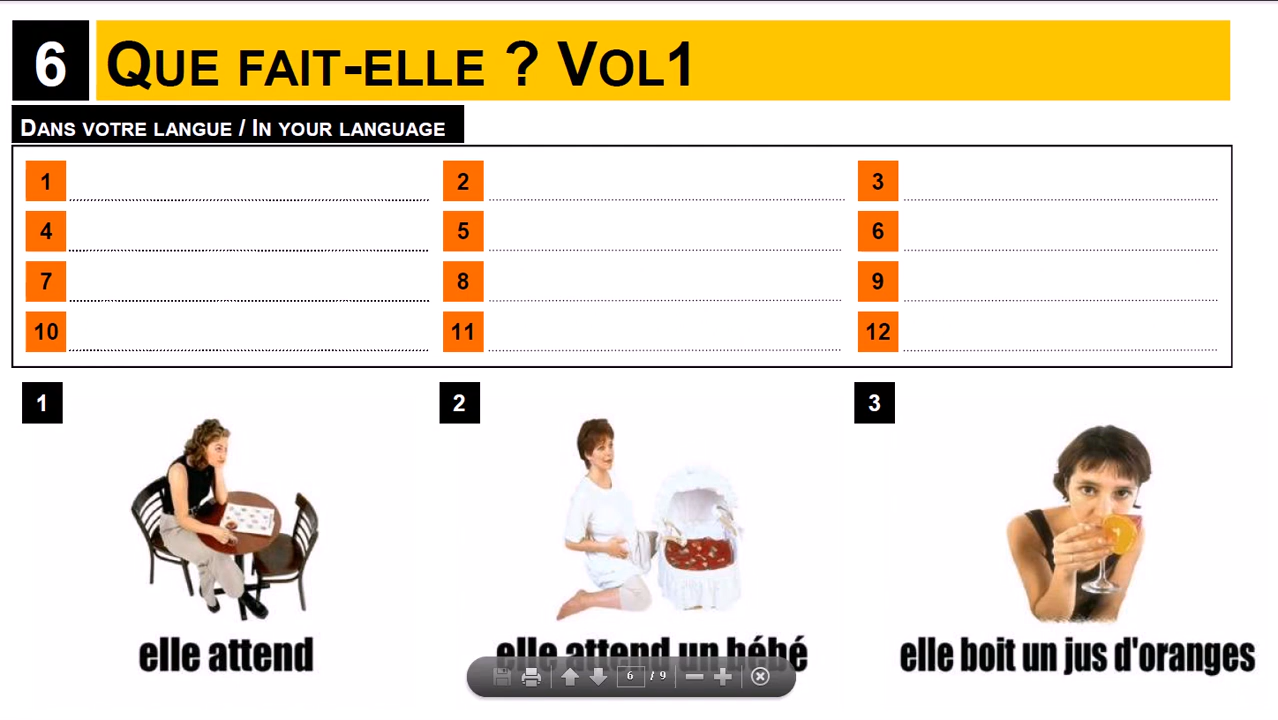 6 QUE FAIT-ELLE ? VOL1
DANS VOTRE LANGUE / IN YOUR LANGUAGE
1 2 3
4 5 6
7 8 9
10 11 12
1 2 3
elle attend
elle attend un bébé
elle boit un jus d'oranges
6 / 9